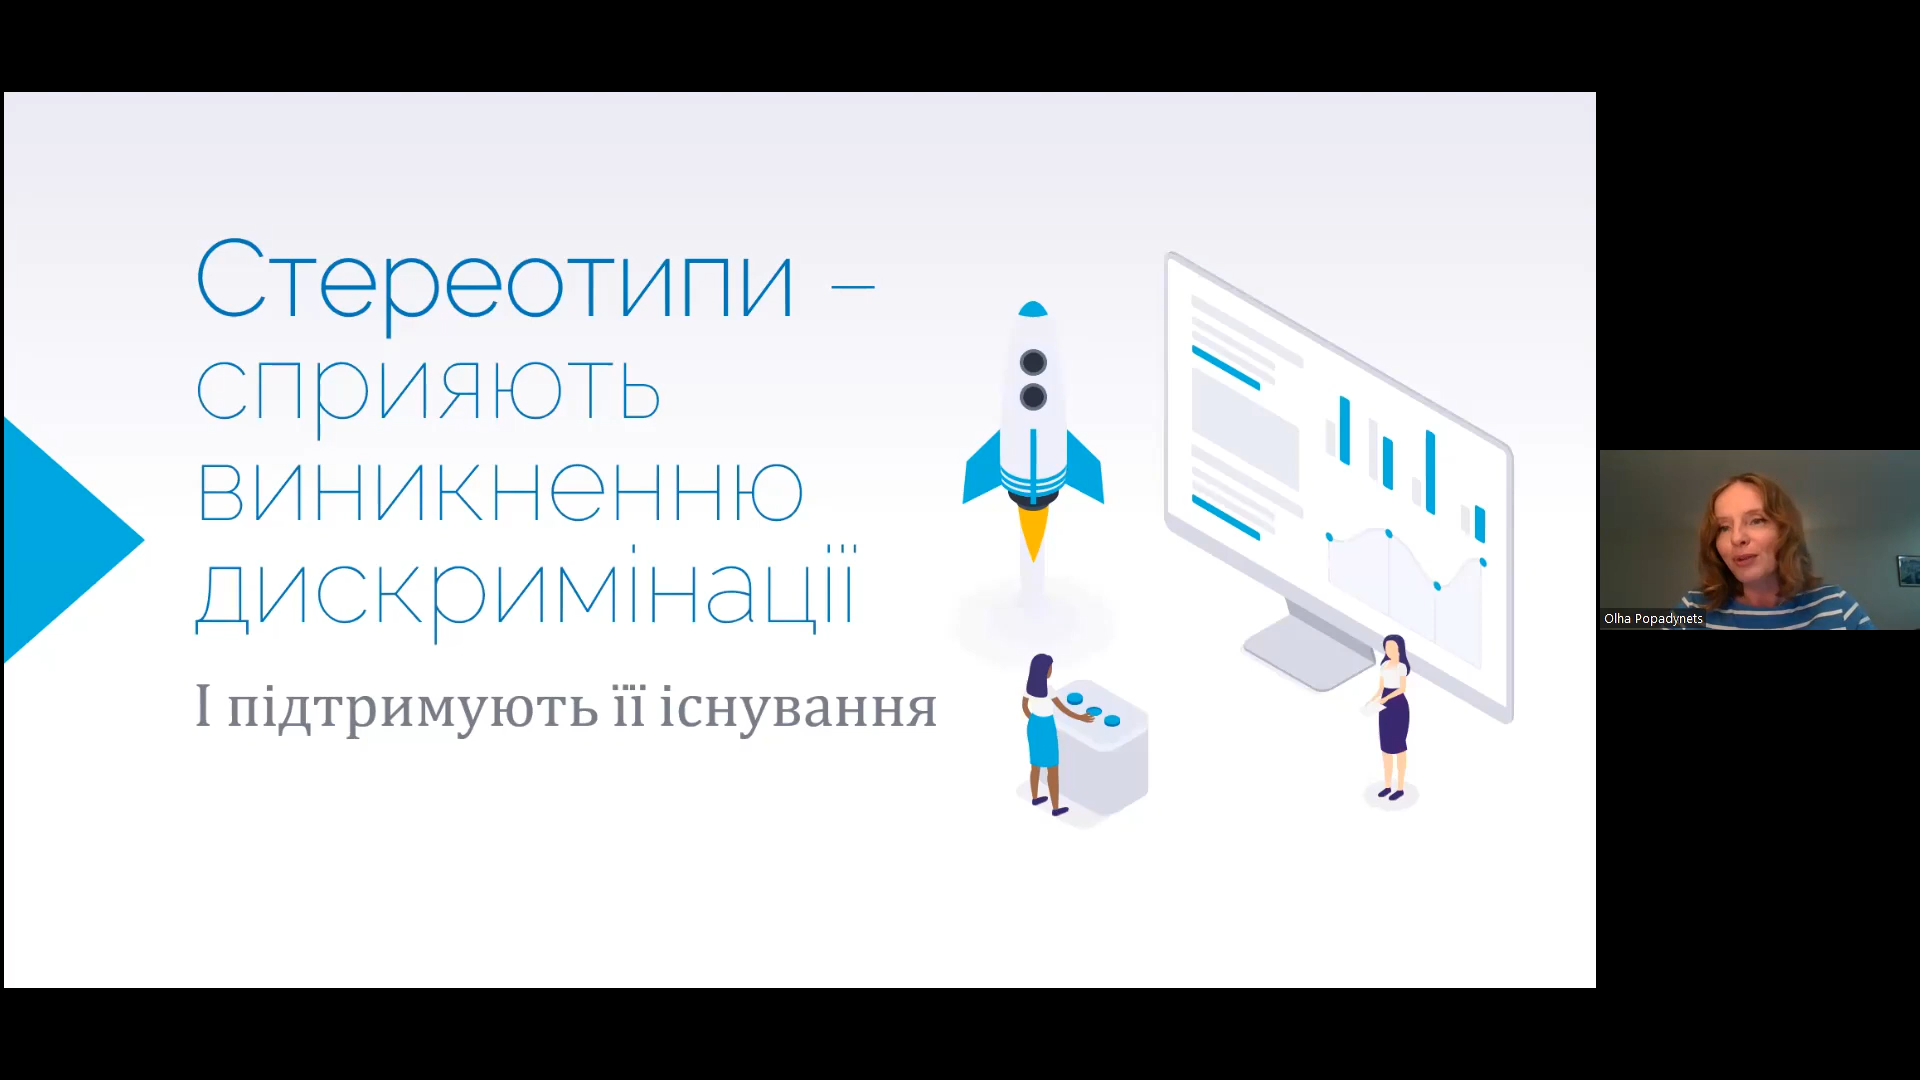 Стереотипи –
сприяють
виникненню
дискримінації
І підтримують її існування
Olha Popadynets